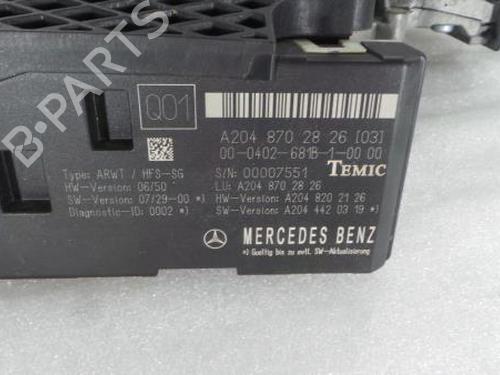 Q01
A204 870 28 26 [03]
00-0402-681B-1-00 00
S/N: 00007551 TEMIC
Type: ARWT / HFS-SG
HW-Version: 06/50
SW-Version: 07/29-00 *)
Diagnostic-ID: 0002 *)
LU: A204 870 28 26
HW-Version: A204 820 21 26
SW-Version: A204 442 03 19 *)
MERCEDES BENZ
*) Gueltig bis zu evtl. SW-Aktualisierung
B-PARTS